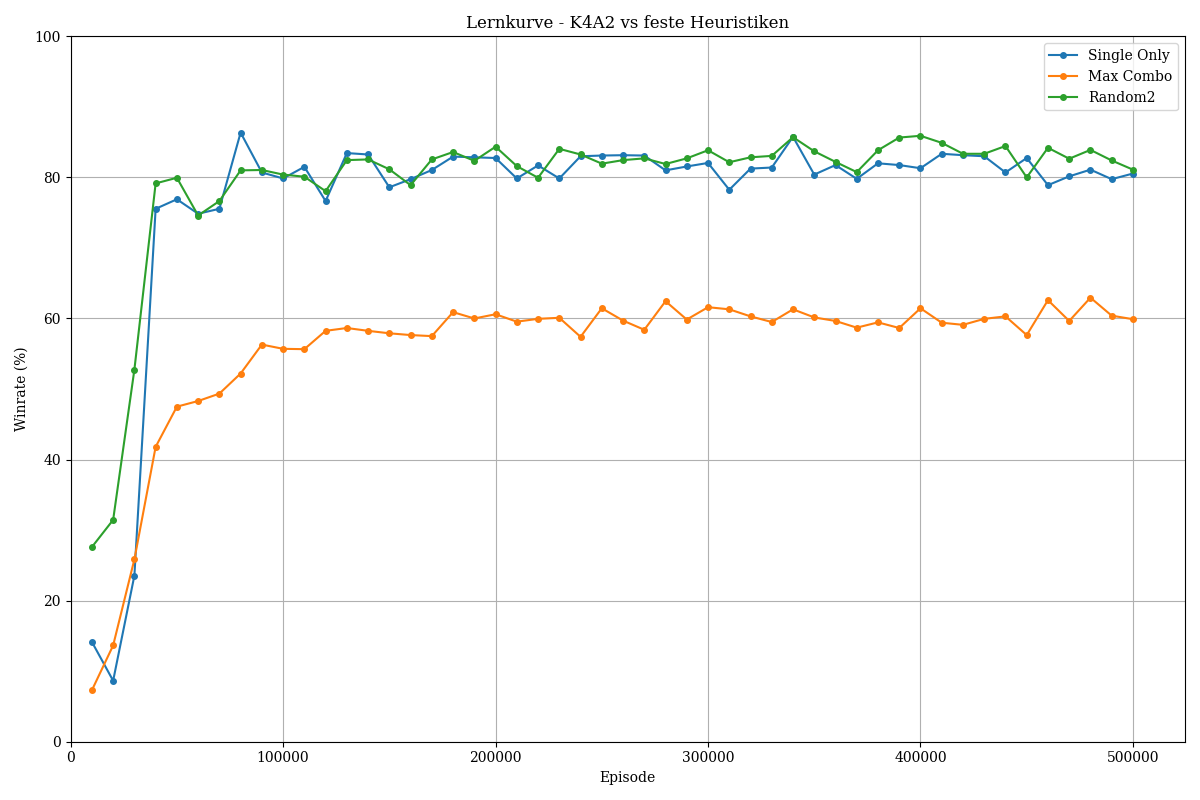 Lernkurve - K4A2 vs feste Heuristiken
Single Only
Max Combo
Random2
Winrate (%)
100
80
60
40
20
0
0 100000 200000 300000 400000 500000
Episode